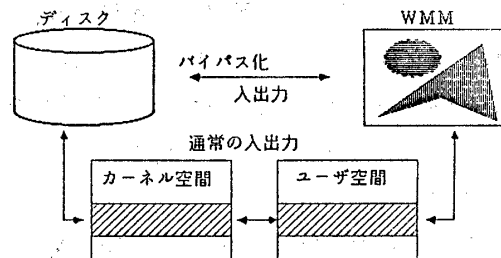 ディスク
WMM
バイパス化
入出力
通常の入出力
カーネル空間
ユーザ空間